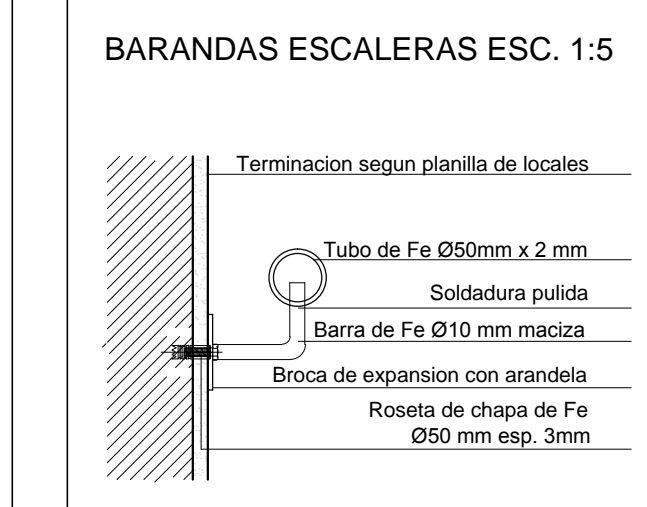 BARANDAS ESCALERAS ESC. 1:5
Terminacion segun planilla de locales
Tubo de Fe Ø50mm x 2 mm
Soldadura pulida
Barra de Fe Ø10 mm maciza
Broca de expansion con arandela
Roseta de chapa de Fe
Ø50 mm esp. 3mm